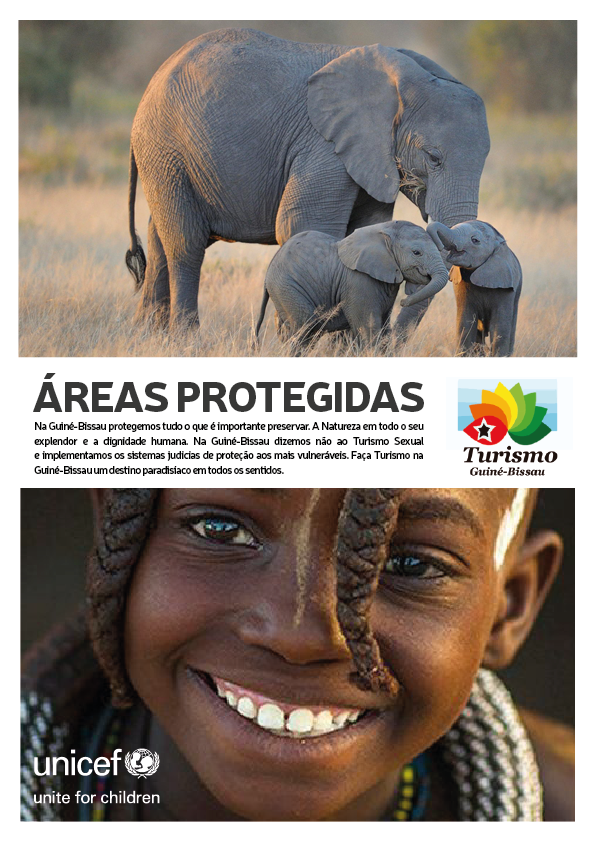 ÁREAS PROTEGIDAS
Na Guiné-Bissau protegemos tudo o que é importante preservar. A Natureza em todo o seu
explendor e a dignidade humana. Na Guiné-Bissau dizemos não ao Turismo Sexual
e implementamos os sistemas judicias de proteção aos mais vulneráveis. Faça Turismo na
Guiné-Bissau um destino paradisíaco em todos os sentidos.
Turismo
Guiné-Bissau
unicef
unite for children